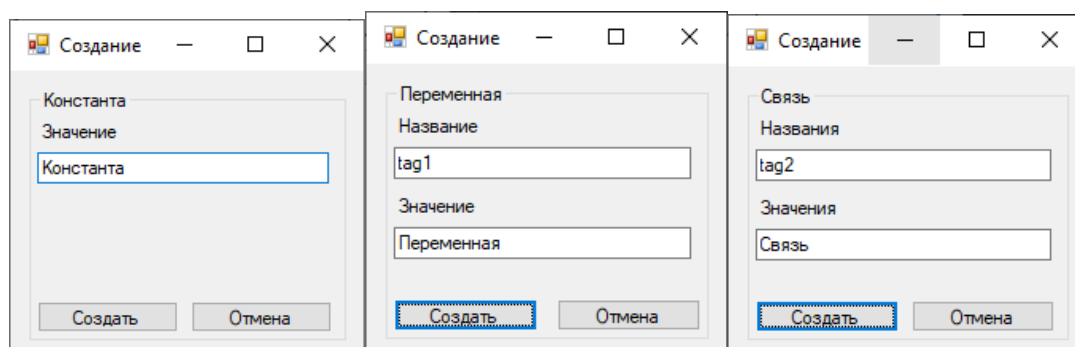 Создание
Константа
Значение
Константа
Создать Отмена
Создание
Переменная
Название
tag1
Значение
Переменная
Создать Отмена
Создание
Связь
Названия
tag2
Значения
Связь
Создать Отмена